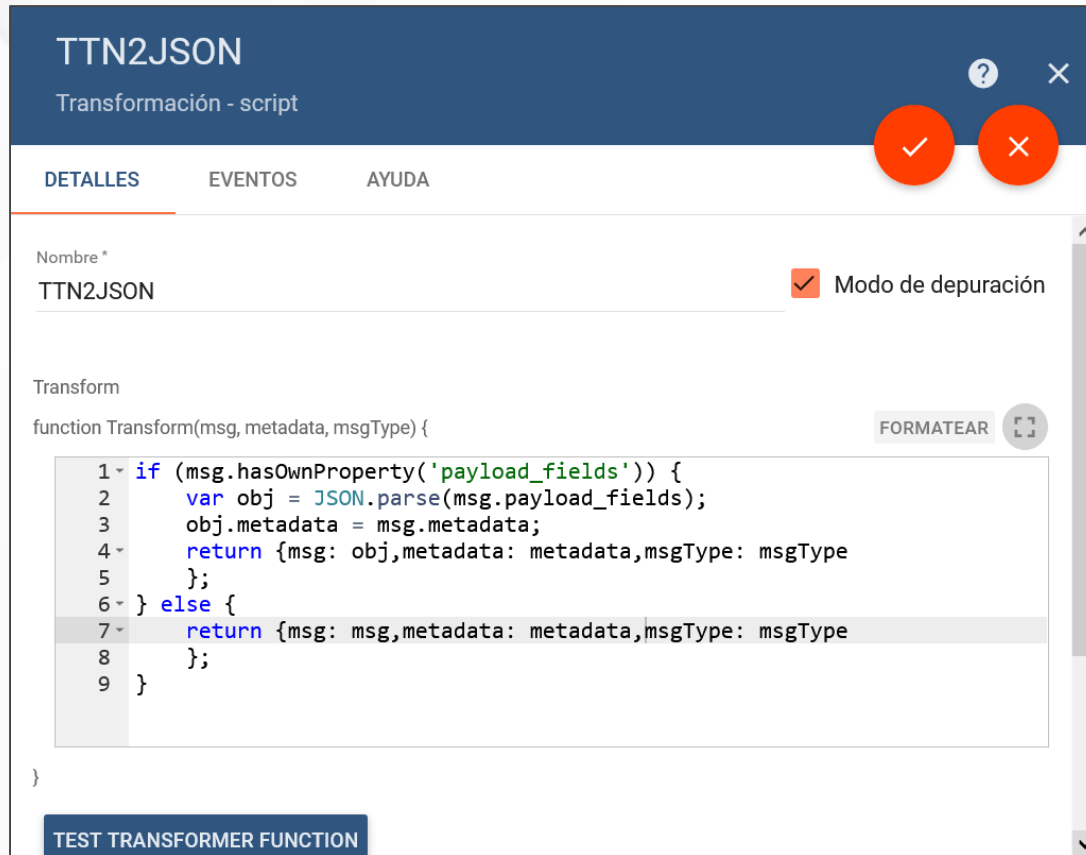 TTN2JSON
?
Transformación - script
DETALLES EVENTOS AYUDA
Nombre *
TTN2JSON
Modo de depuración
Transform
function Transform(msg, metadata, msgType) {
FORMATEAR
1 if (msg.hasOwnProperty('payload_fields')) {
2     var obj = JSON.parse(msg.payload_fields);
3     obj.metadata = msg.metadata;
4     return {msg: obj,metadata: metadata,msgType: msgType
5     };
6 } else {
7     return {msg: msg,metadata: metadata,msgType: msgType
8     };
9 }
}
TEST TRANSFORMER FUNCTION